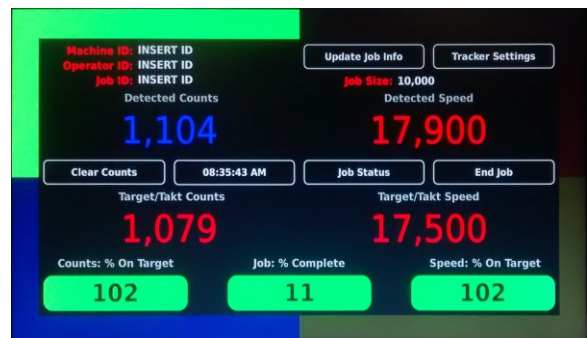 Machine ID: INSERT ID
Operator ID: INSERT ID
Job ID: INSERT ID
Update Job Info
Tracker Settings
Job Size: 10,000
Detected Counts
Detected Speed
1,104
17,900
Clear Counts
08:35:43 AM
Job Status
End Job
Target/Takt Counts
Target/Takt Speed
1,079
17,500
Counts: % On Target
Job: % Complete
Speed: % On Target
102
11
102